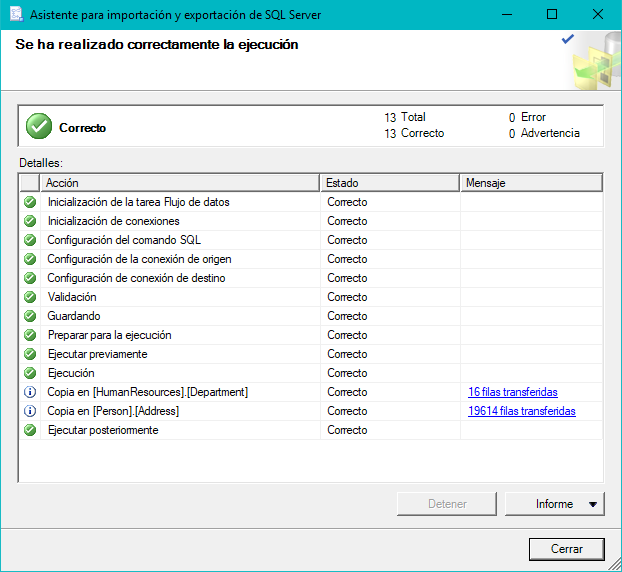 Asistente para importación y exportación de SQL Server
Se ha realizado correctamente la ejecución
Correcto
13 Total 0 Error
13 Correcto 0 Advertencia
Detalles:
Acción Estado Mensaje
Inicialización de la tarea Flujo de datos Correcto
Inicialización de conexiones Correcto
Configuración del comando SQL Correcto
Configuración de la conexión de origen Correcto
Configuración de conexión de destino Correcto
Validación Correcto
Guardando Correcto
Preparar para la ejecución Correcto
Ejecutar previamente Correcto
Ejecución Correcto
Copia en [HumanResources].[Department] Correcto 16 filas transferidas
Copia en [Person].[Address] Correcto 19614 filas transferidas
Ejecutar posteriormente Correcto
Detener Informe
Cerrar